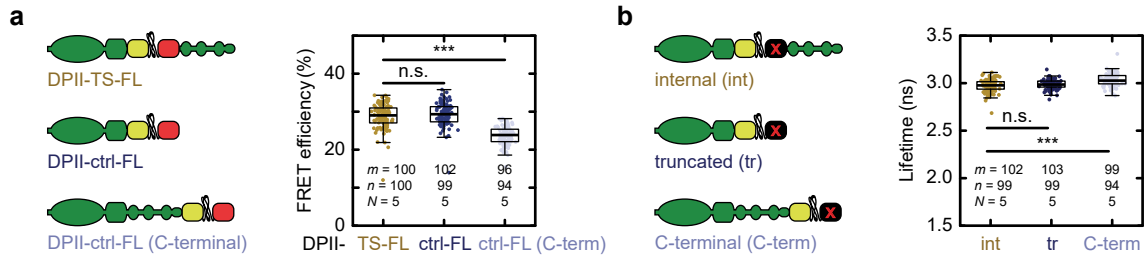 a
DPII-TS-FL
DPII-ctrl-FL
DPII-ctrl-FL (C-terminal)
FRET efficiency (%)
40
20
0
***
n.s.
m = 100 102 96
n = 100 99 94
N = 5 5 5
DPII- TS-FL ctrl-FL ctrl-FL (C-term)
b
X
internal (int)
X
truncated (tr)
X
C-terminal (C-term)
Lifetime (ns)
3.5
3.0
2.5
2.0
1.5
n.s.
***
m = 102 103 99
n = 99 99 94
N = 5 5 5
int tr C-term